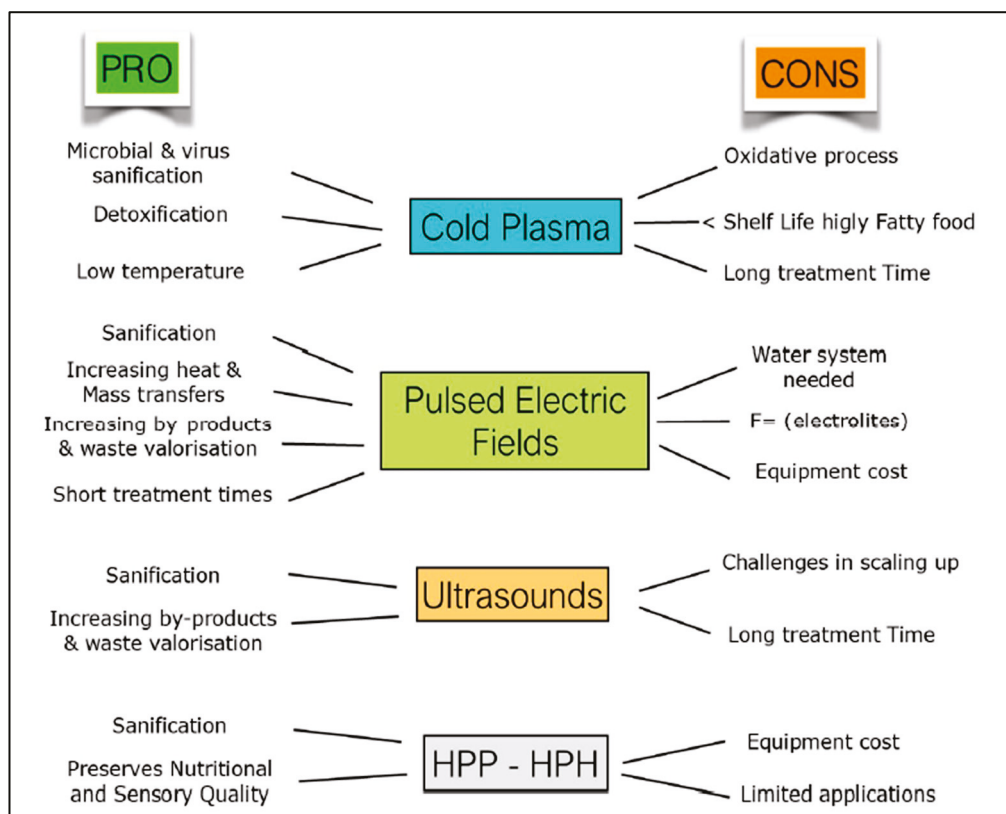 PRO
CONS
Microbial & virus
sanification
Detoxification
Low temperature
Cold Plasma
Oxidative process
< Shelf Life higly Fatty food
Long treatment Time
Sanification
Increasing heat &
Mass transfers
Increasing by products
& waste valorisation
Short treatment times
Pulsed Electric
Fields
Water system
needed
F= (electrolites)
Equipment cost
Sanification
Increasing by-products
& waste valorisation
Ultrasounds
Challenges in scaling up
Long treatment Time
Sanification
Preserves Nutritional
and Sensory Quality
HPP - HPH
Equipment cost
Limited applications